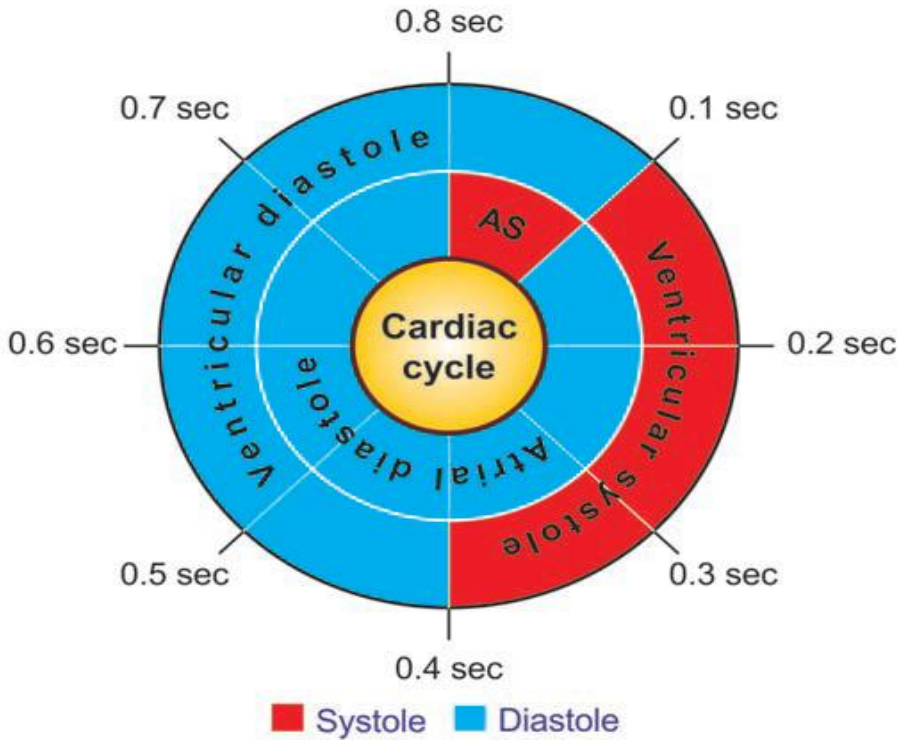 0.8 sec
0.7 sec
0.1 sec
Ventricular diastole
AS
Ventricular systole
Cardiac
cycle
0.6 sec
0.2 sec
Atrial diastole
0.5 sec
0.3 sec
0.4 sec
Systole
Diastole